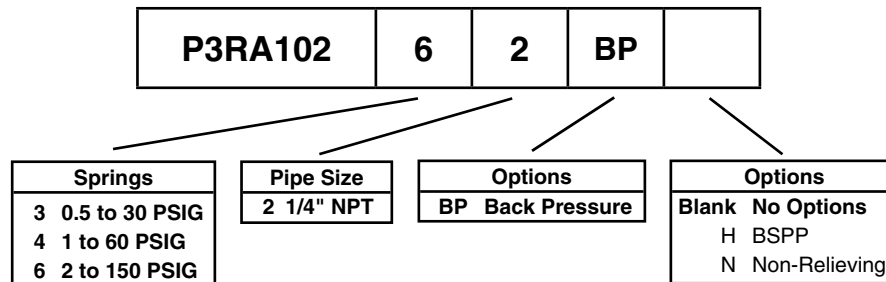 P3RA102 6 2 BP
Springs
3 0.5 to 30 PSIG
4 1 to 60 PSIG
6 2 to 150 PSIG
Pipe Size
2 1/4" NPT
Options
BP Back Pressure
Options
Blank No Options
H BSPP
N Non-Relieving